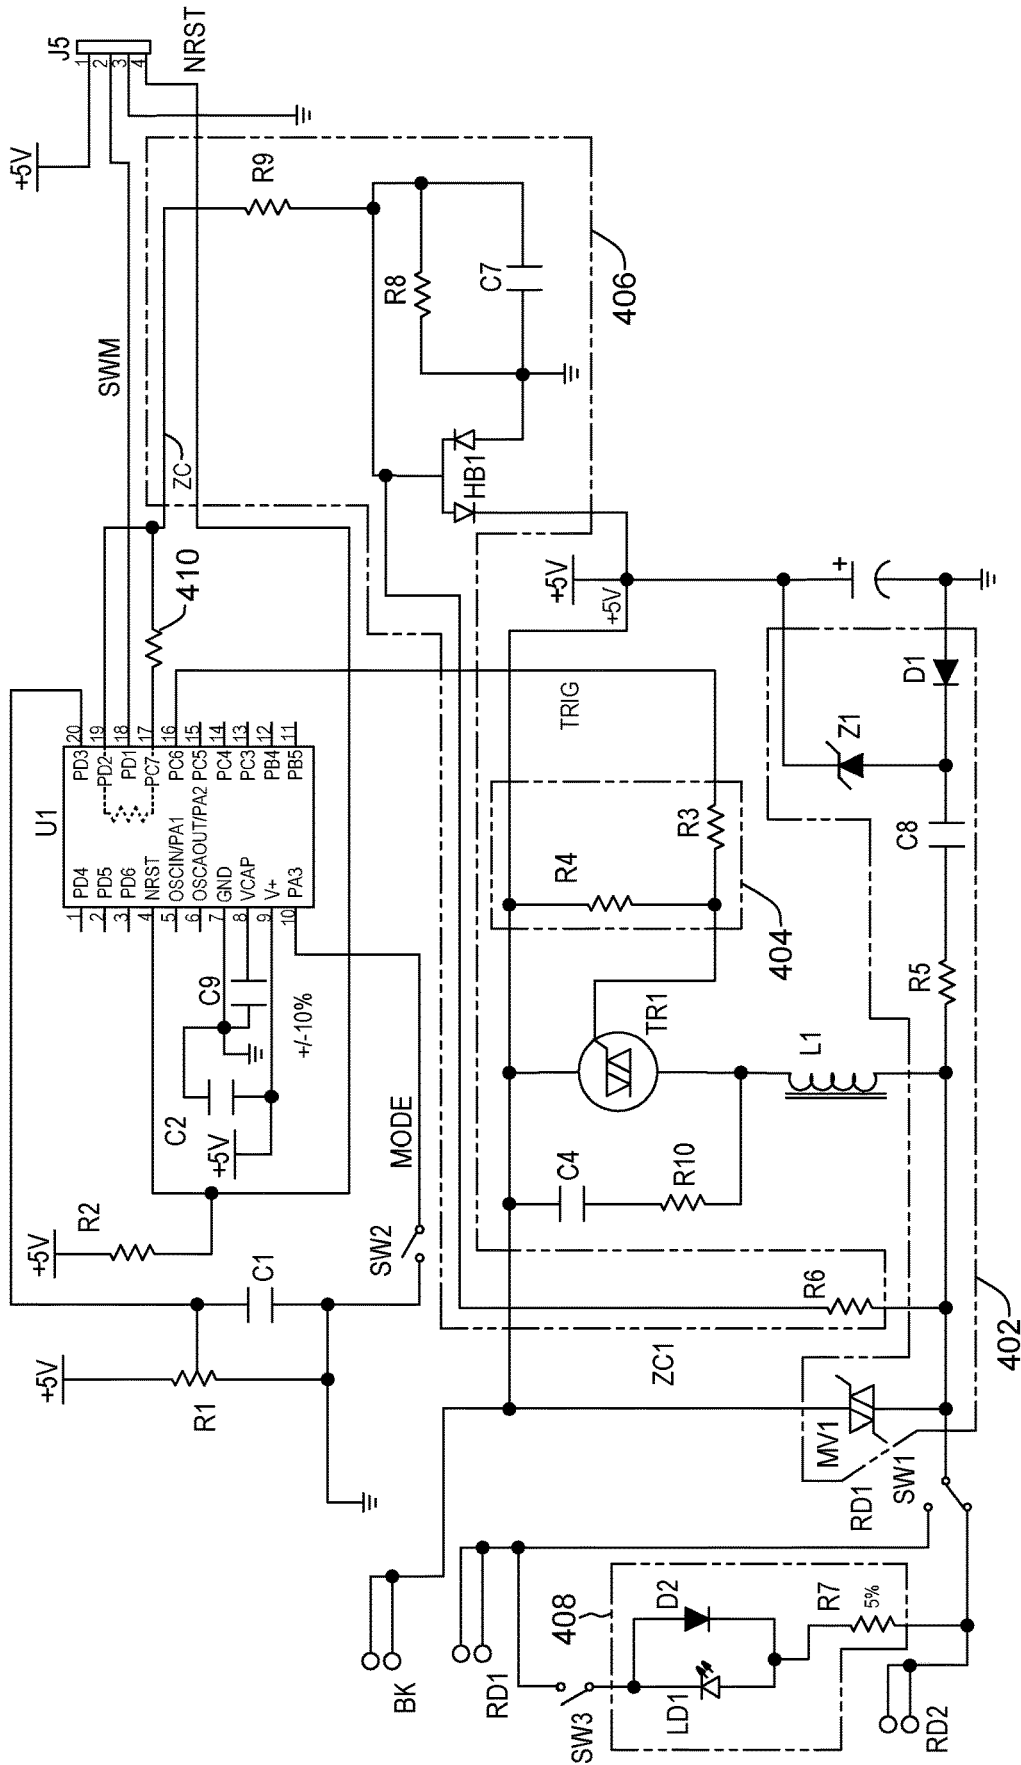 J5
1
2
3
4
NRST
+5V
SWM
ZC
R9
R8
C7
406
HB1
+5V
+5V
+
410
U1
PD3 20
PD2 19
PD1 18
PC7 17
PC6 16
PC5 15
PC4 14
PC3 13
PB4 12
PB5 11
1 PD4
2 PD5
3 PD6
4 NRST
5 OSCIN/PA1
6 OSCAOUT/PA2
7 GND
8 VCAP
9 V+
10 PA3
TRIG
D1
Z1
C8
R3
R4
404
R5
TR1
L1
C9
+/-10%
C2
+5V
MODE
C4
R10
R2
+5V
SW2
C1
R6
402
ZC1
+5V
R1
MV1
SW1
RD1
BK
RD1
408
D2
R7
5%
LD1
SW3
RD2